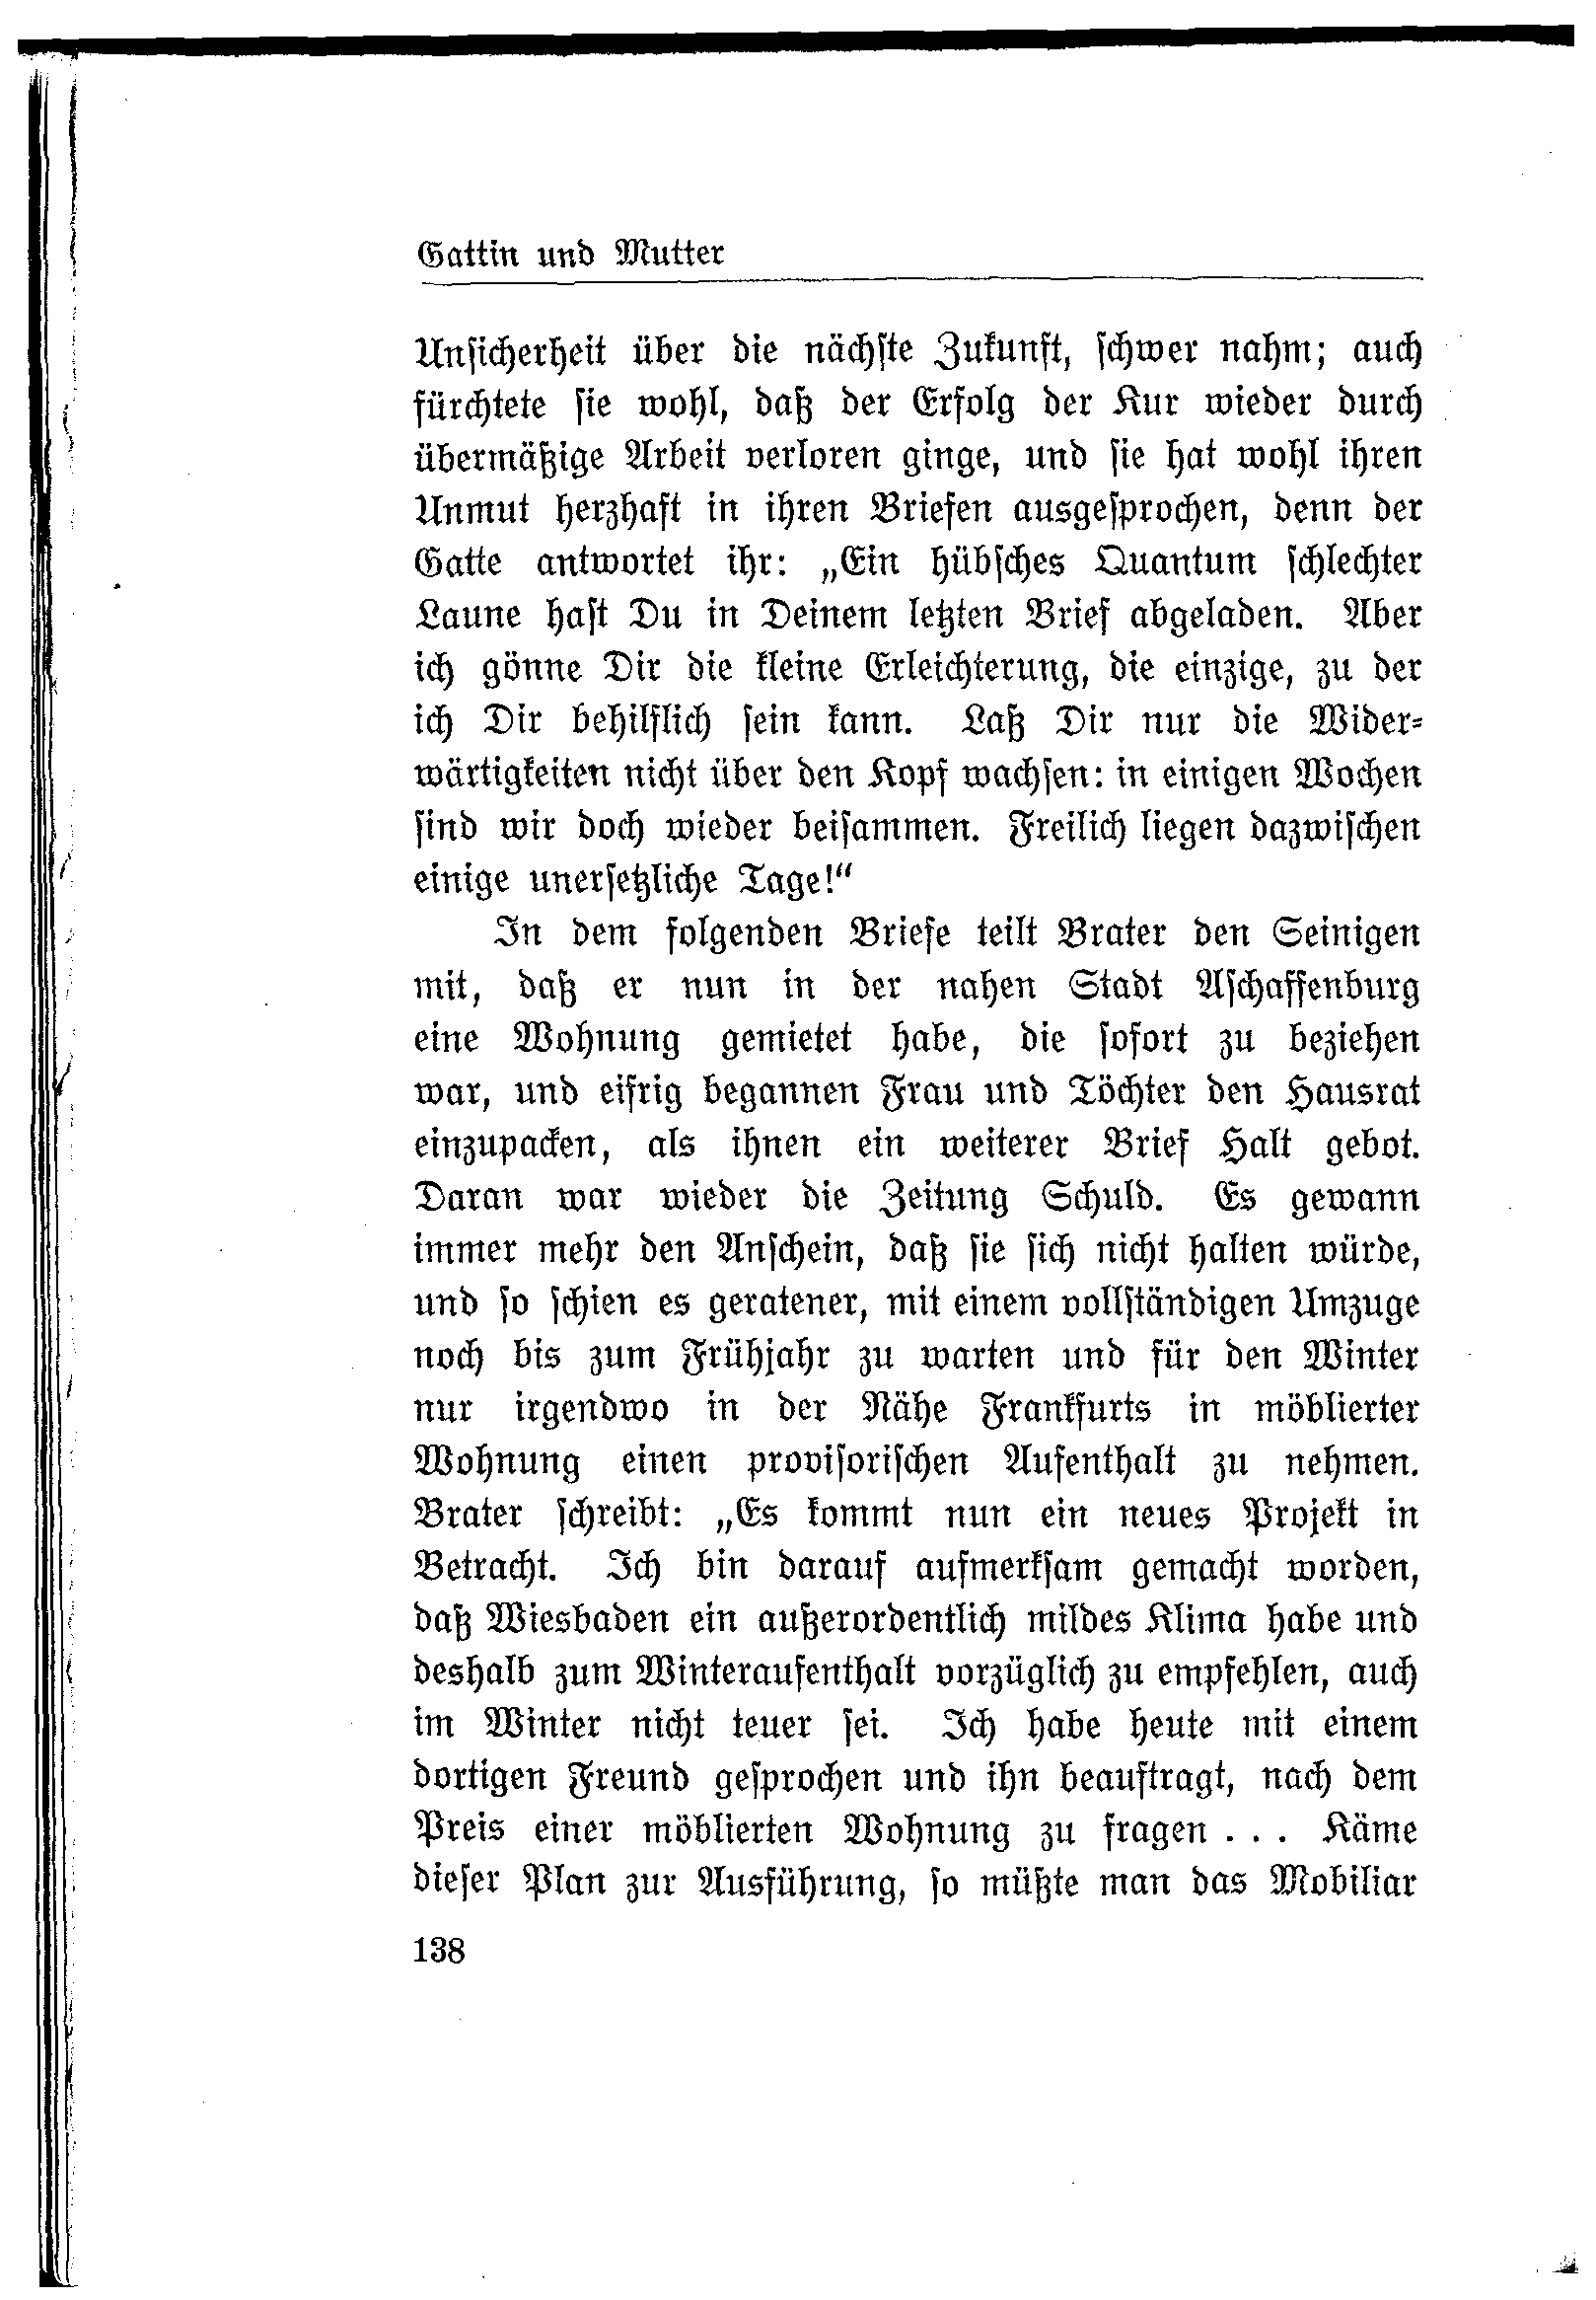 Gattin und Mutter
Unsicherheit über die nächste Zukunft, schwer nahm; auch
fürchtete sie wohl, daß der Erfolg der Kur wieder durch
übermäßige Arbeit verloren ginge, und sie hat wohl ihren
Unmut herzhaft in ihren Briefen ausgesprochen, denn der
Gatte antwortet ihr: „Ein hübsches Quantum schlechter
Laune hast Du in Deinem letzten Brief abgeladen. Aber
ich gönne Dir die kleine Erleichterung, die einzige, zu der
ich Dir behilflich sein kann. Laß Dir nur die Wider-
wärtigkeiten nicht über den Kopf wachsen: in einigen Wochen
sind wir doch wieder beisammen. Freilich liegen dazwischen
einige unersetzliche Tage!“
In dem folgenden Briefe teilt Brater den Seinigen
mit, daß er nun in der nahen Stadt Aschaffenburg
eine Wohnung gemietet habe, die sofort zu beziehen
war, und eifrig begannen Frau und Töchter den Hausrat
einzupacken, als ihnen ein weiterer Brief Halt gebot.
Daran war wieder die Zeitung Schuld. Es gewann
immer mehr den Anschein, daß sie sich nicht halten würde,
und so schien es geratener, mit einem vollständigen Umzuge
noch bis zum Frühjahr zu warten und für den Winter
nur irgendwo in der Nähe Frankfurts in möblierter
Wohnung einen provisorischen Aufenthalt zu nehmen.
Brater schreibt: „Es kommt nun ein neues Projekt in
Betracht. Ich bin darauf aufmerksam gemacht worden,
daß Wiesbaden ein außerordentlich mildes Klima habe und
deshalb zum Winteraufenthalt vorzüglich zu empfehlen, auch
im Winter nicht teuer sei. Ich habe heute mit einem
dortigen Freund gesprochen und ihn beauftragt, nach dem
Preis einer möblierten Wohnung zu fragen . . . Käme
dieser Plan zur Ausführung, so müßte man das Mobiliar
138